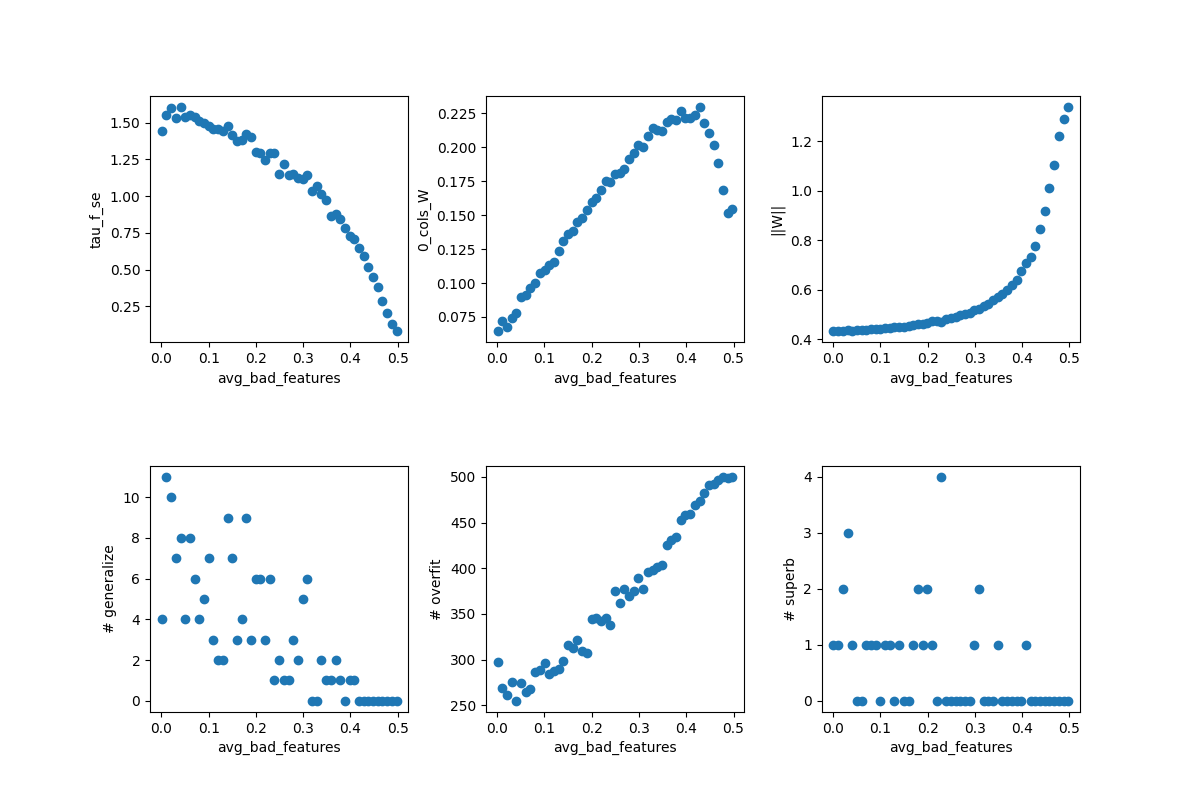 1.50
1.25
1.00
0.75
0.50
0.25
tau_f_se
0.0 0.1 0.2 0.3 0.4 0.5
avg_bad_features
0.225
0.200
0.175
0.150
0.125
0.100
0.075
0_cols_W
0.0 0.1 0.2 0.3 0.4 0.5
avg_bad_features
1.2
1.0
0.8
0.6
0.4
||W||
0.0 0.1 0.2 0.3 0.4 0.5
avg_bad_features
10
8
6
4
2
0
# generalize
0.0 0.1 0.2 0.3 0.4 0.5
avg_bad_features
500
450
400
350
300
250
# overfit
0.0 0.1 0.2 0.3 0.4 0.5
avg_bad_features
4
3
2
1
0
# superb
0.0 0.1 0.2 0.3 0.4 0.5
avg_bad_features